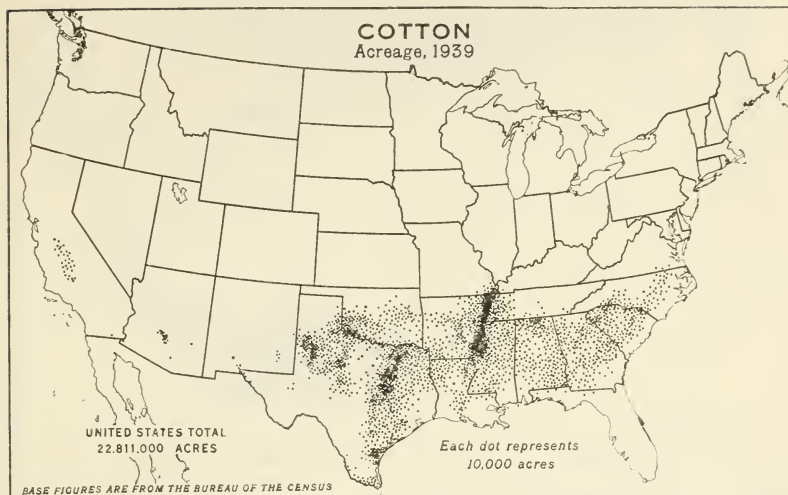 COTTON
Acreage, 1939
UNITED STATES TOTAL
22.811,000 ACRES
Each dot represents
10,000 acres
BASE FIGURES ARE FROM THE BUREAU OF THE CENSUS